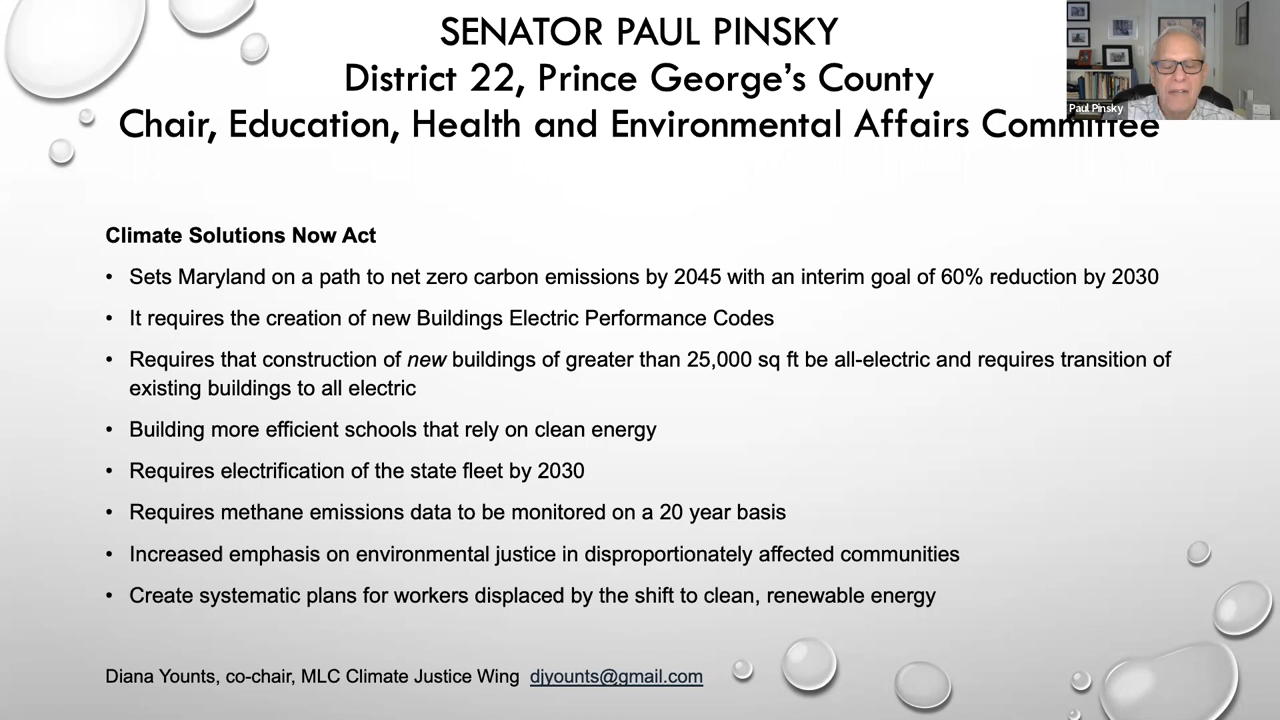 SENATOR PAUL PINSKY
District 22, Prince George's County
Chair, Education, Health and Environmental Affairs Committee
Paul Pinsky
Climate Solutions Now Act
• Sets Maryland on a path to net zero carbon emissions by 2045 with an interim goal of 60% reduction by 2030
• It requires the creation of new Buildings Electric Performance Codes
• Requires that construction of new buildings of greater than 25,000 sq ft be all-electric and requires transition of
existing buildings to all electric
• Building more efficient schools that rely on clean energy
• Requires electrification of the state fleet by 2030
• Requires methane emissions data to be monitored on a 20 year basis
• Increased emphasis on environmental justice in disproportionately affected communities
• Create systematic plans for workers displaced by the shift to clean, renewable energy
Diana Younts, co-chair, MLC Climate Justice Wing djyounts@gmail.com